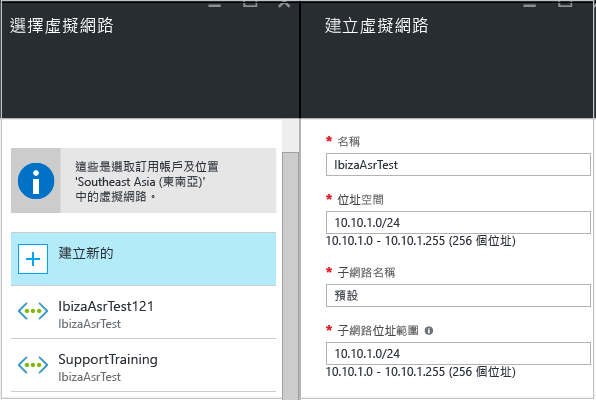 選擇虛擬網路
這些是選取訂用帳戶及位置
'Southeast Asia (東南亞)'
中的虛擬網路。
建立新的
IbizaAsrTest121
IbizaAsrTest
SupportTraining
IbizaAsrTest
建立虛擬網路
* 名稱
IbizaAsrTest
* 位址空間
10.10.1.0/24
10.10.1.0 - 10.10.1.255 (256 個位址)
* 子網路名稱
預設
* 子網路位址範圍
10.10.1.0/24
10.10.1.0 - 10.10.1.255 (256 個位址)